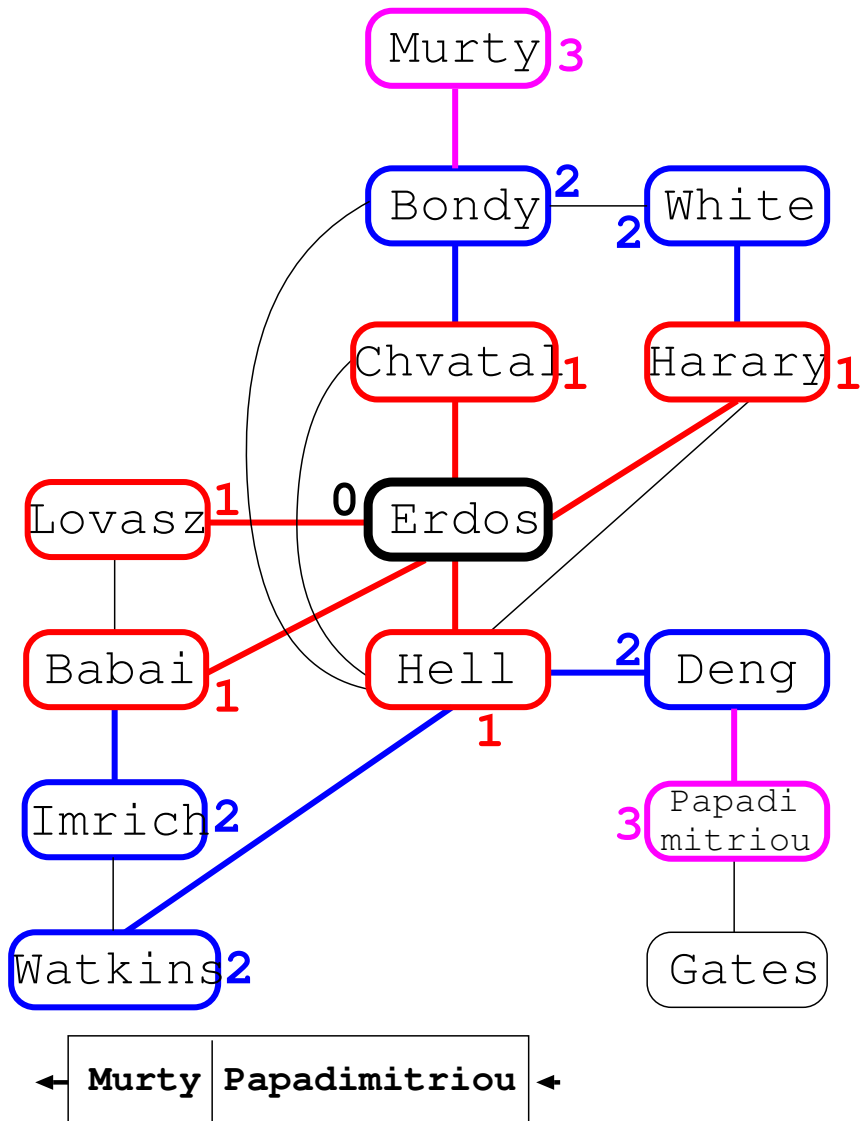 Murty 3
Bondy 2 White
2
Chvatal 1 Harary 1
Lovasz 1 0 Erdos
Babai 1 Hell 1 2 Deng
Imrich 2 3 Papadi
mitriou
Watkins 2 Gates
Murty Papadimitriou